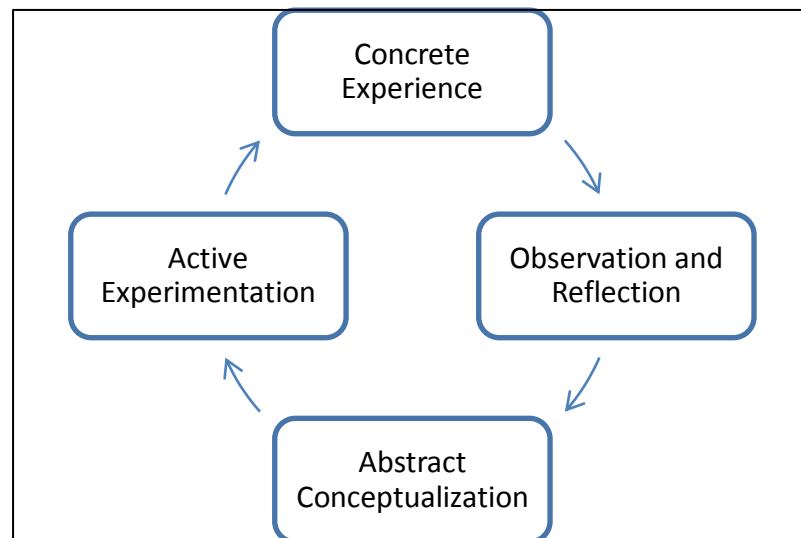 Concrete
Experience
Observation and
Reflection
Abstract
Conceptualization
Active
Experimentation